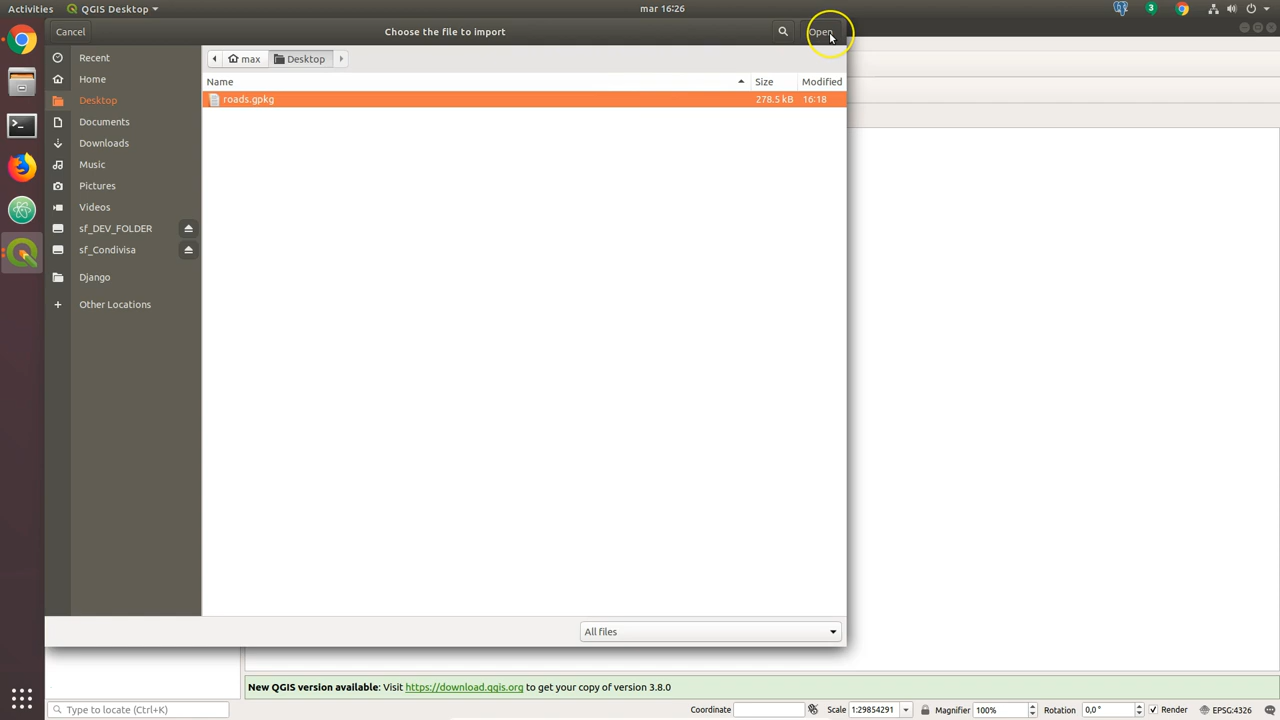 Activities QGIS Desktop mar 16:26 3
Cancel Choose the file to import Open
max Desktop
Recent
Home
Desktop
Documents
Downloads
Music
Pictures
Videos
sf_DEV_FOLDER
sf_Condivisa
Django
Other Locations
Name Size Modified
roads.gpkg 278.5 kB 16:18
All files
New QGIS version available: Visit https://download.qgis.org to get your copy of version 3.8.0
Type to locate (Ctrl+K) Coordinate Scale 1:29854291 Magnifier 100% Rotation 0,0 ° Render EPSG:4326